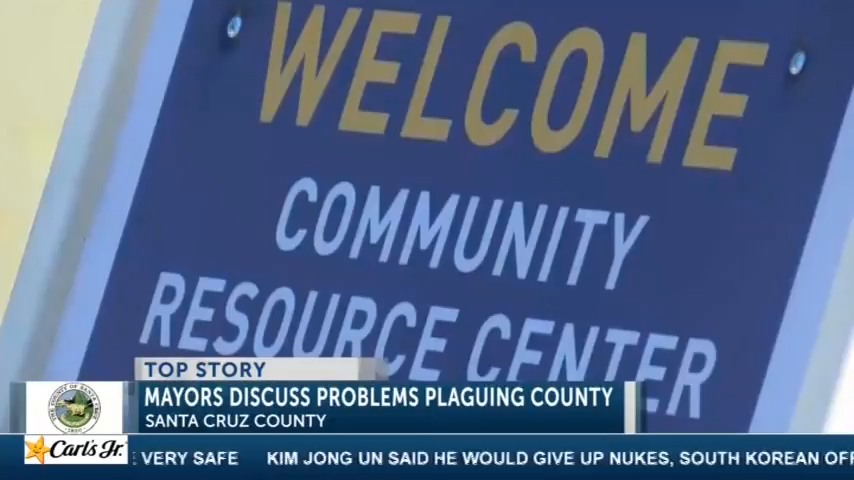 WELCOME
COMMUNITY
RESOURCE CENTER
TOP STORY
MAYORS DISCUSS PROBLEMS PLAGUING COUNTY
SANTA CRUZ COUNTY
Carl's Jr.
VERY SAFE KIM JONG UN SAID HE WOULD GIVE UP NUKES, SOUTH KOREAN OFF